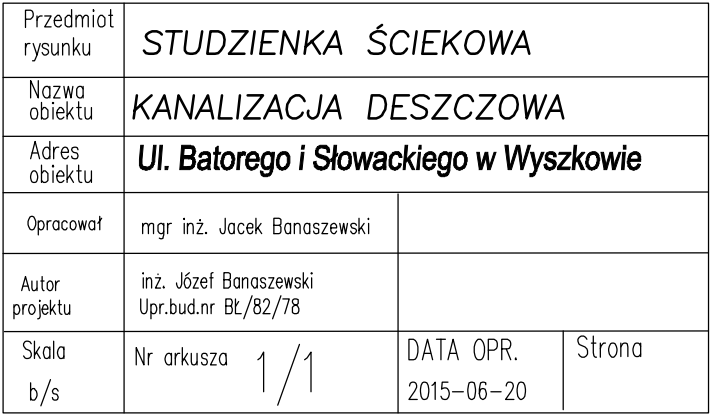 Przedmiot
rysunku
STUDZIENKA ŚCIEKOWA
Nazwa
obiektu
KANALIZACJA DESZCZOWA
Adres
obiektu
Ul. Batorego i Słowackiego w Wyszkowie
Opracował
mgr inż. Jacek Banaszewski
Autor
projektu
inż. Józef Banaszewski
Upr.bud.nr BŁ/82/78
Skala
b/s
Nr arkusza 1/1
DATA OPR.
2015-06-20
Strona